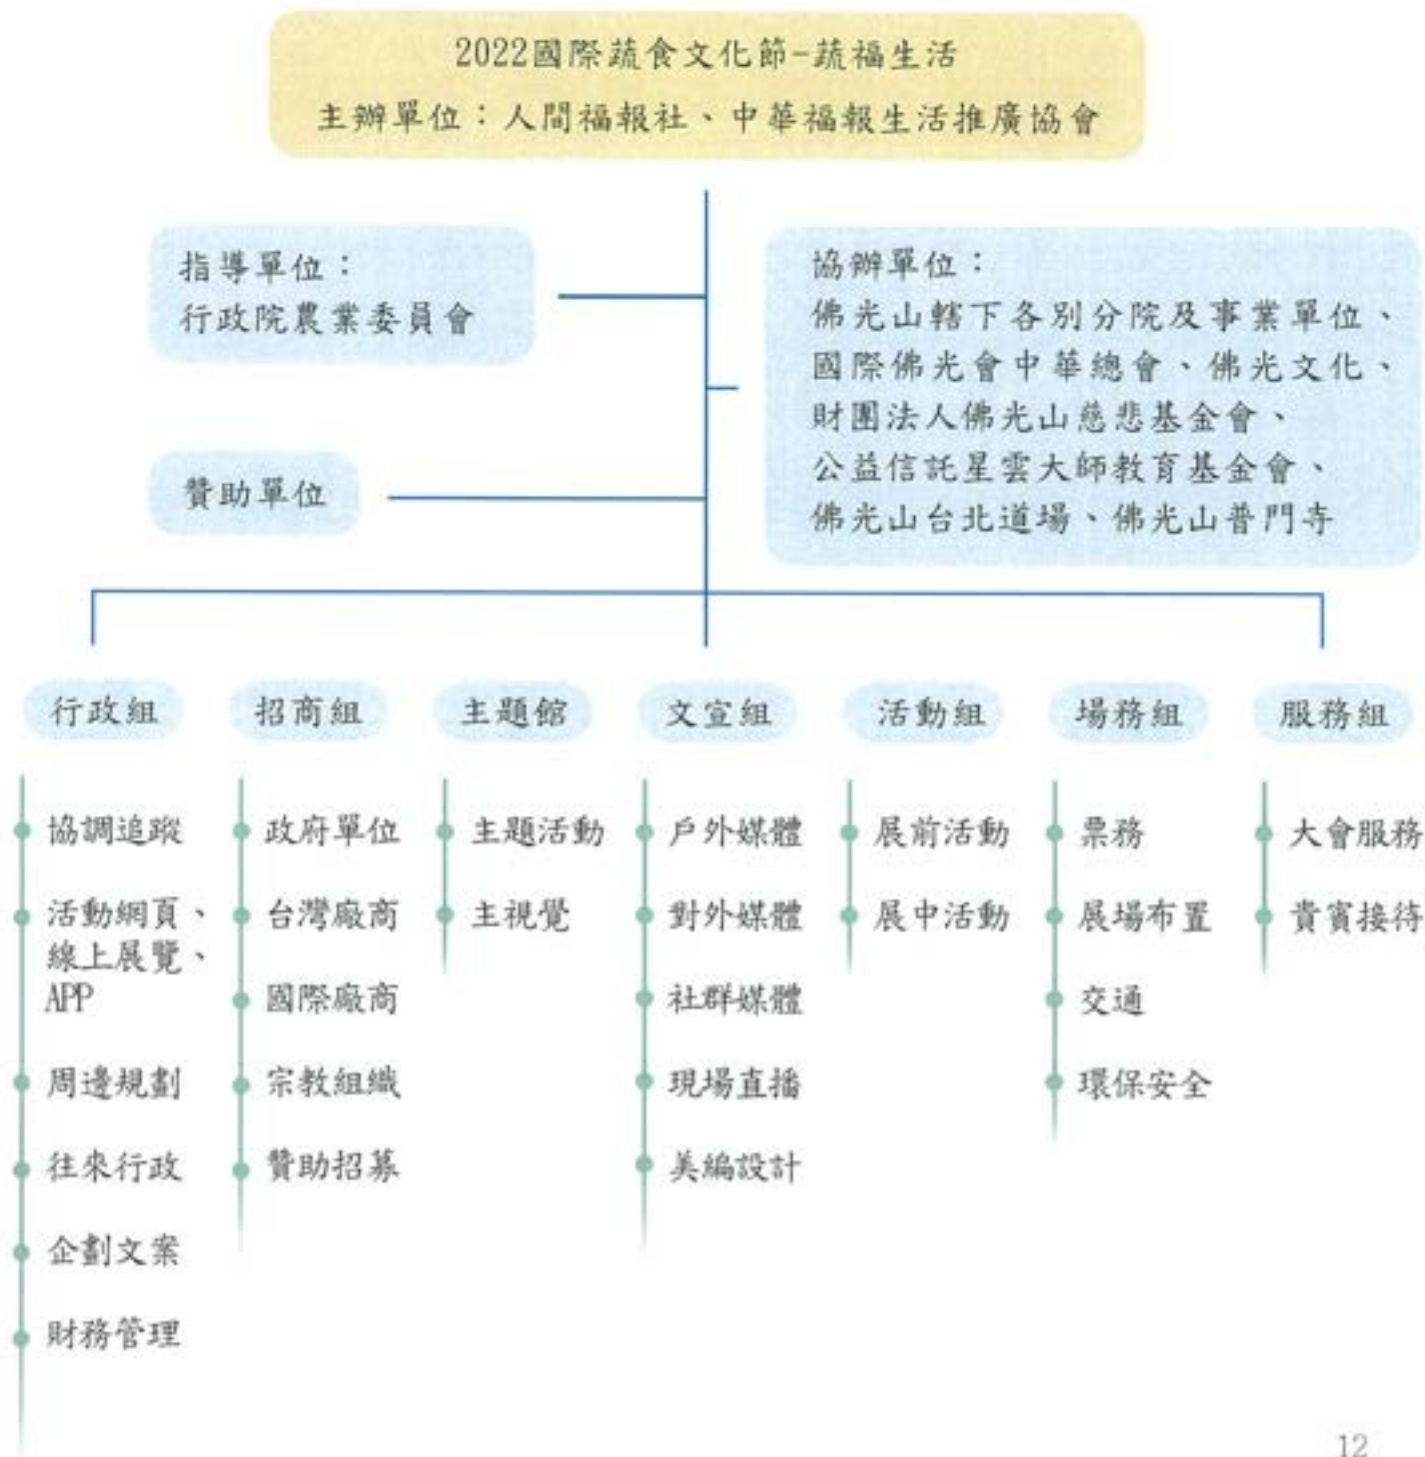 2022國際蔬食文化節-蔬福生活
主辦單位：人間福報社、中華福報生活推廣協會
指導單位：
行政院農業委員會
協辦單位：
佛光山轄下各別分院及事業單位、
國際佛光會中華總會、佛光文化、
財團法人佛光山慈悲基金會、
公益信託星雲大師教育基金會、
佛光山台北道場、佛光山普門寺
贊助單位
行政組
協調追蹤
活動網頁、
線上展覽、
APP
周邊規劃
往來行政
企劃文案
財務管理
招商組
政府單位
台灣廠商
國際廠商
宗教組織
贊助招募
主題館
主題活動
主視覺
文宣組
戶外媒體
對外媒體
社群媒體
現場直播
美編設計
活動組
展前活動
展中活動
場務組
票務
展場布置
交通
環保安全
服務組
大會服務
貴賓接待
12